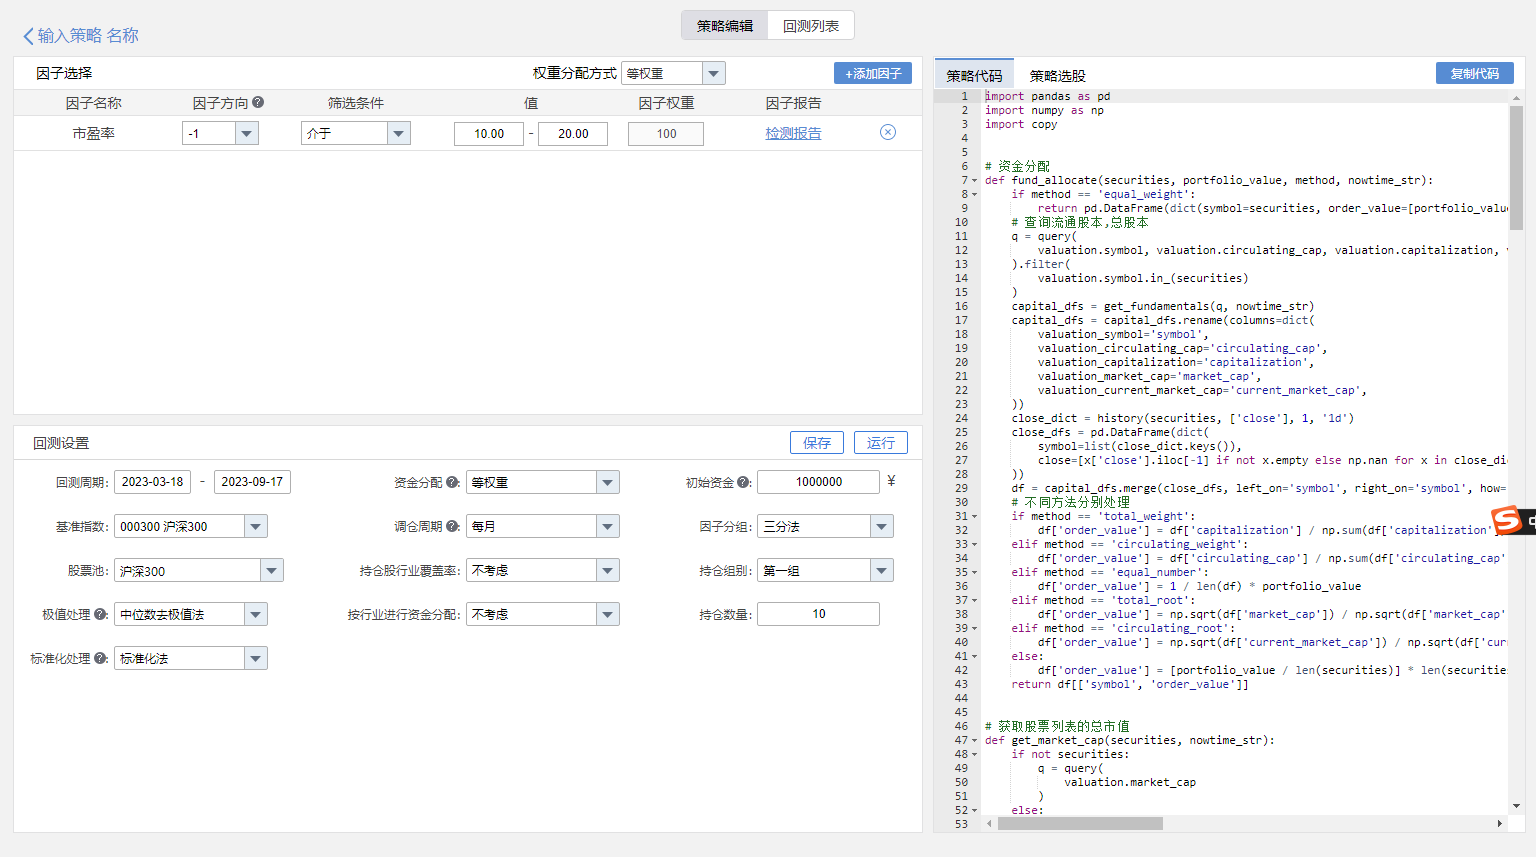 策略编辑 回测列表
输入策略 名称
因子选择 权重分配方式 等权重 +添加因子
因子名称 因子方向 ? 筛选条件 值 因子权重 因子报告
市盈率 -1 介于 10.00 - 20.00 100 检测报告
回测设置 保存 运行
回测周期: 2023-03-18 - 2023-09-17 资金分配 ?: 等权重 初始资金 ?: 1000000 ¥
基准指数: 000300 沪深300 调仓周期 ?: 每月 因子分组: 三分法
股票池: 沪深300 持仓股行业覆盖率: 不考虑 持仓组别: 第一组
极值处理 ?: 中位数去极值法 按行业进行资金分配: 不考虑 持仓数量: 10
标准化处理 ?: 标准化法
策略代码 策略选股 复制代码
1 import pandas as pd
2 import numpy as np
3 import copy
4
5
6 # 资金分配
7 def fund_allocate(securities, portfolio_value, method, nowtime_str):
8 if method == 'equal_weight':
9 return pd.DataFrame(dict(symbol=securities, order_value=[portfolio_valu
10 # 查询流通股本,总股本
11 q = query(
12 valuation.symbol, valuation.circulating_cap, valuation.capitalization,
13 ).filter(
14 valuation.symbol.in_(securities)
15 )
16 capital_dfs = get_fundamentals(q, nowtime_str)
17 capital_dfs = capital_dfs.rename(columns=dict(
18 valuation_symbol='symbol',
19 valuation_circulating_cap='circulating_cap',
20 valuation_capitalization='capitalization',
21 valuation_market_cap='market_cap',
22 valuation_current_market_cap='current_market_cap',
23 ))
24 close_dict = history(securities, ['close'], 1, '1d')
25 close_dfs = pd.DataFrame(dict(
26 symbol=list(close_dict.keys()),
27 close=[x['close'].iloc[-1] if not x.empty else np.nan for x in close_di
28 ))
29 df = capital_dfs.merge(close_dfs, left_on='symbol', right_on='symbol', how=
30 # 不同方法分别处理
31 if method == 'total_weight':
32 df['order_value'] = df['capitalization'] / np.sum(df['capitalization'
33 elif method == 'circulating_weight':
34 df['order_value'] = df['circulating_cap'] / np.sum(df['circulating_cap'
35 elif method == 'equal_number':
36 df['order_value'] = 1 / len(df) * portfolio_value
37 elif method == 'total_root':
38 df['order_value'] = np.sqrt(df['market_cap']) / np.sqrt(df['market_cap'
39 elif method == 'circulating_root':
40 df['order_value'] = np.sqrt(df['current_market_cap']) / np.sqrt(df['cur
41 else:
42 df['order_value'] = [portfolio_value / len(securities)] * len(securitie
43 return df[['symbol', 'order_value']]
44
45
46 # 获取股票列表的总市值
47 def get_market_cap(securities, nowtime_str):
48 if not securities:
49 q = query(
50 valuation.market_cap
51 )
52 else:
53